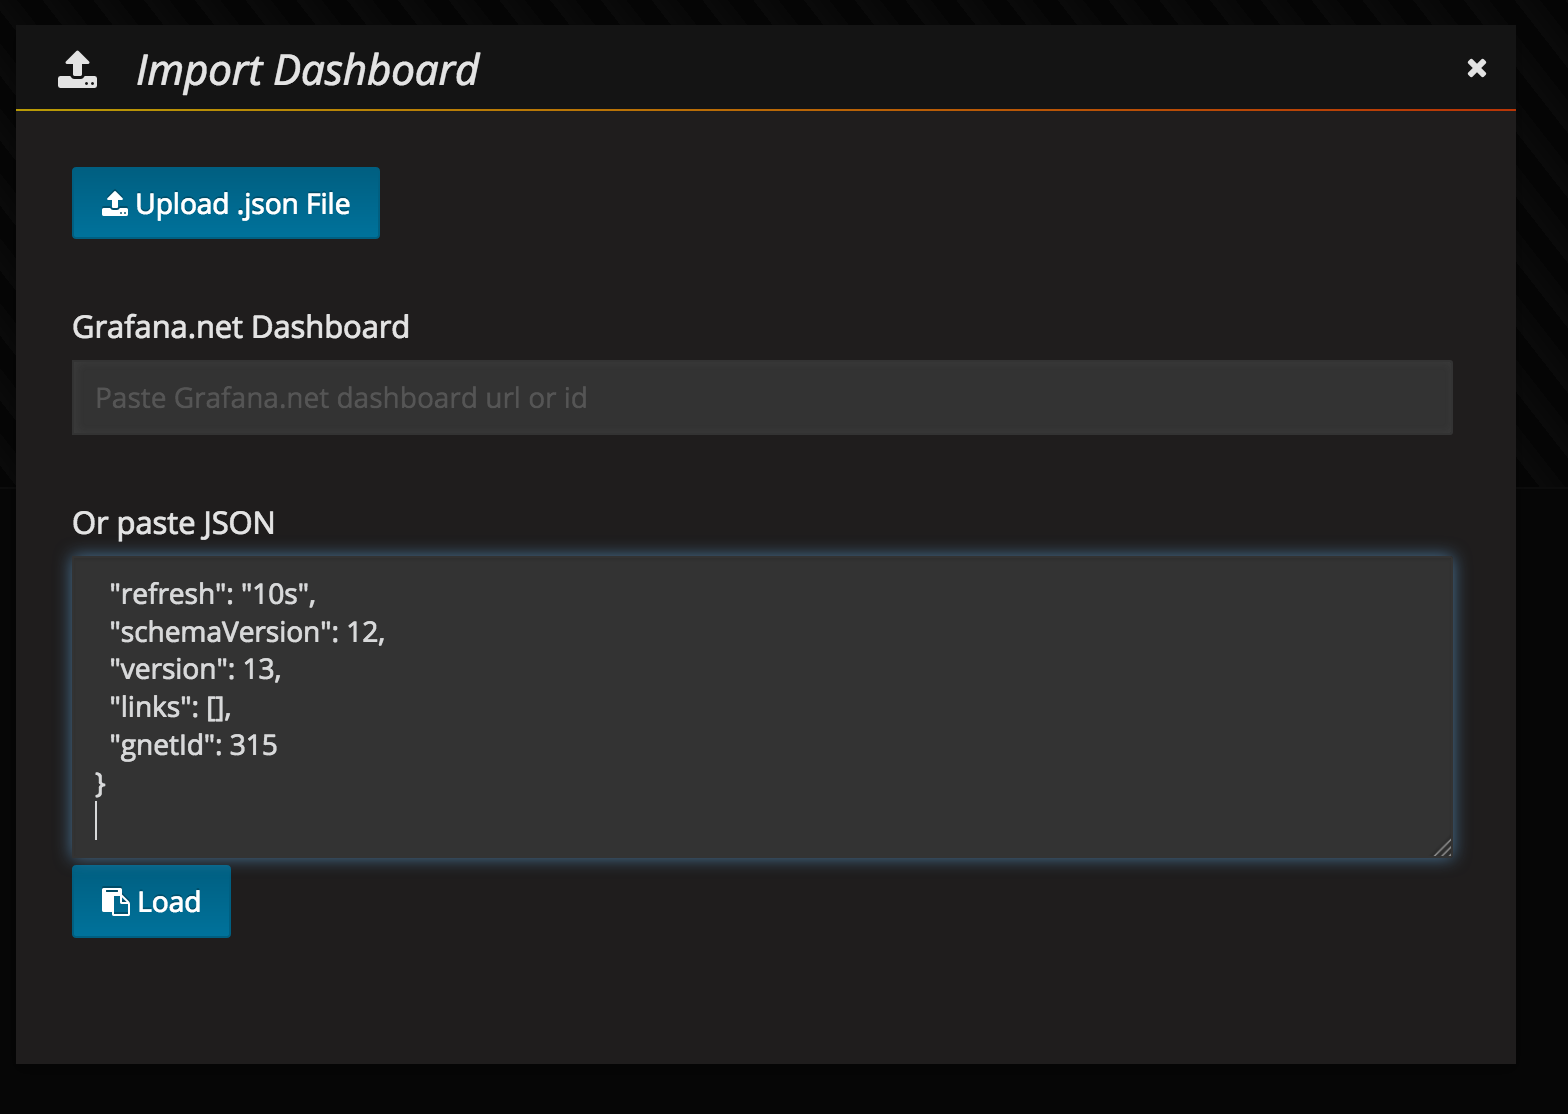 Import Dashboard
Upload .json File
Grafana.net Dashboard
Paste Grafana.net dashboard url or id
Or paste JSON
"refresh": "10s",
"schemaVersion": 12,
"version": 13,
"links": [],
"gnetId": 315
}
Load